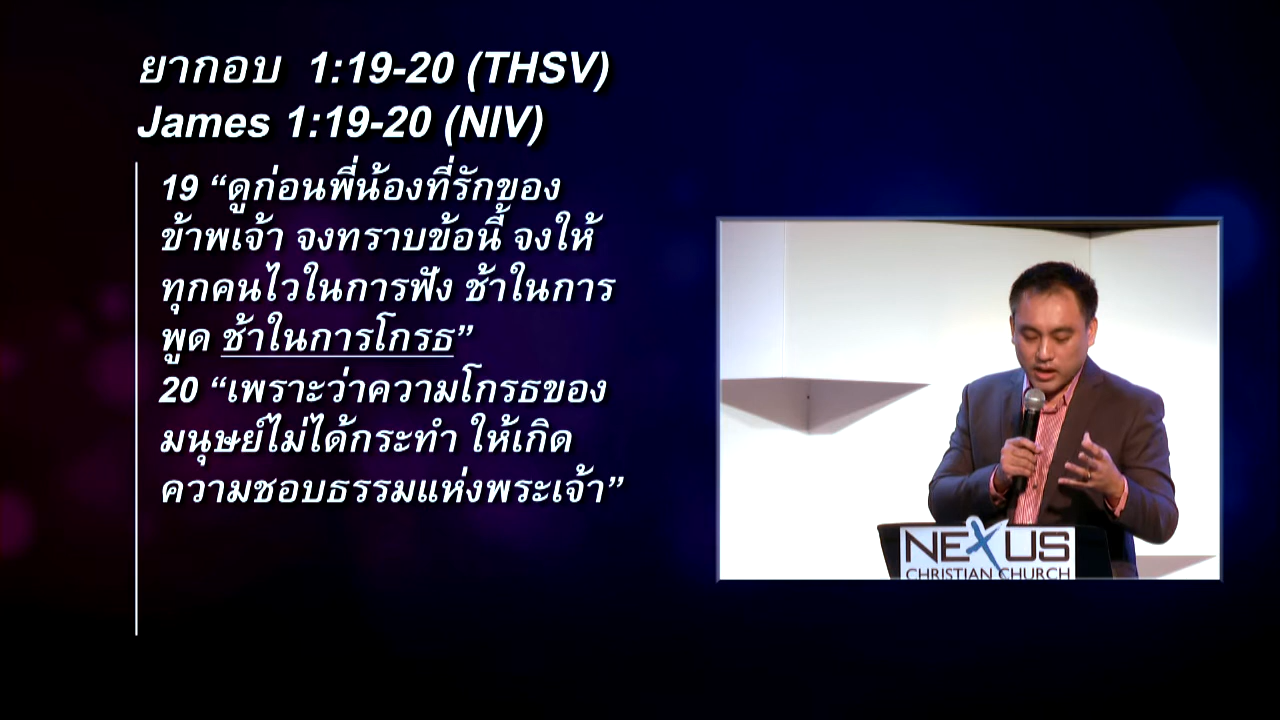 ยากอบ 1:19-20 (THSV)
James 1:19-20 (NIV)
19 “ดูก่อนพี่น้องที่รักของ
ข้าพเจ้า จงทราบข้อนี้ จงให้
ทุกคนไวในการฟัง ช้าในการ
พูด ช้าในการโกรธ”
20 “เพราะว่าความโกรธของ
มนุษย์ไม่ได้กระทำ ให้เกิด
ความชอบธรรมแห่งพระเจ้า”
NEXUS
CHRISTIAN CHURCH